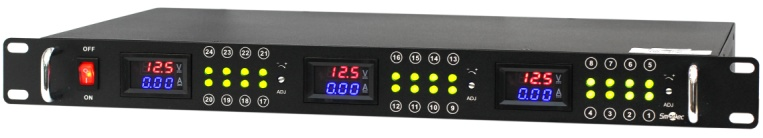 OFF
ON
12.5 V
0.00 A
24 23 22 21
20 19 18 17
ADJ
12.5 V
0.00 A
16 15 14 13
12 11 10 9
ADJ
12.5 V
0.00 A
8 7 6 5
4 3 2 1
ADJ